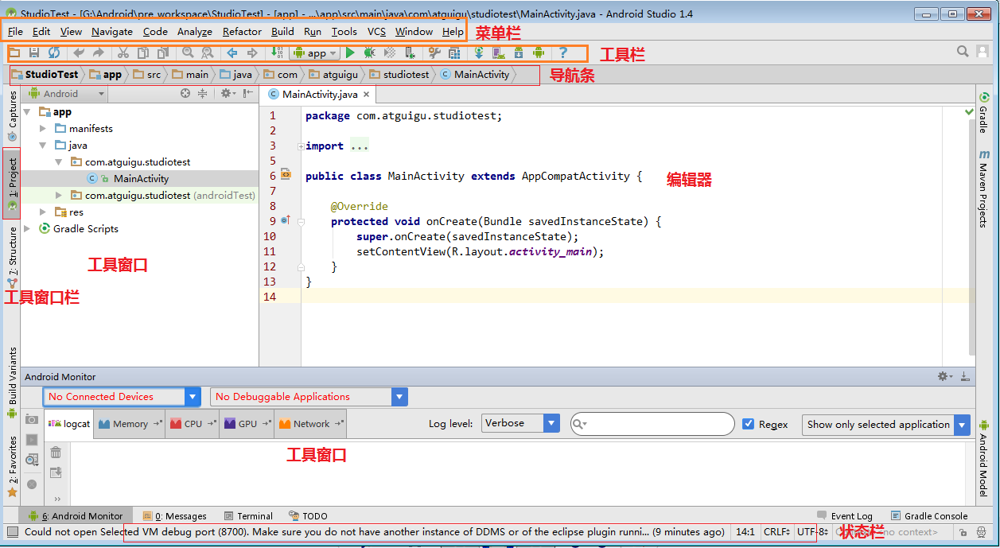 StudioTest - [G:\Android\pre_workspace\StudioTest] - [app] - ...\app\src\main\java\com\atguigu\studiotest\MainActivity.java - Android Studio 1.4
File Edit View Navigate Code Analyze Refactor Build Run Tools VCS Window Help 菜单栏
app ? 工具栏
StudioTest app src main java com atguigu studiotest MainActivity 导航条
Captures
1: Project
7: Structure
工具窗口栏
Build Variants
2: Favorites
Android
app
manifests
java
com.atguigu.studiotest
MainActivity
com.atguigu.studiotest (androidTest)
res
Gradle Scripts
工具窗口
MainActivity.java
1 package com.atguigu.studiotest;
2
3 import ...
5
6 public class MainActivity extends AppCompatActivity { 编辑器
7
8 @Override
9 protected void onCreate(Bundle savedInstanceState) {
10 super.onCreate(savedInstanceState);
11 setContentView(R.layout.activity_main);
12 }
13 }
14
Gradle
m Maven Projects
Android Model
Android Monitor
No Connected Devices No Debuggable Applications
logcat Memory CPU GPU Network Log level: Verbose Regex Show only selected application
工具窗口
6: Android Monitor 0: Messages Terminal TODO Event Log Gradle Console
Could not open Selected VM debug port (8700). Make sure you do not have another instance of DDMS or of the eclipse plugin runni... (9 minutes ago) 14:1 CRLF UTF-8 状态栏 <no context>